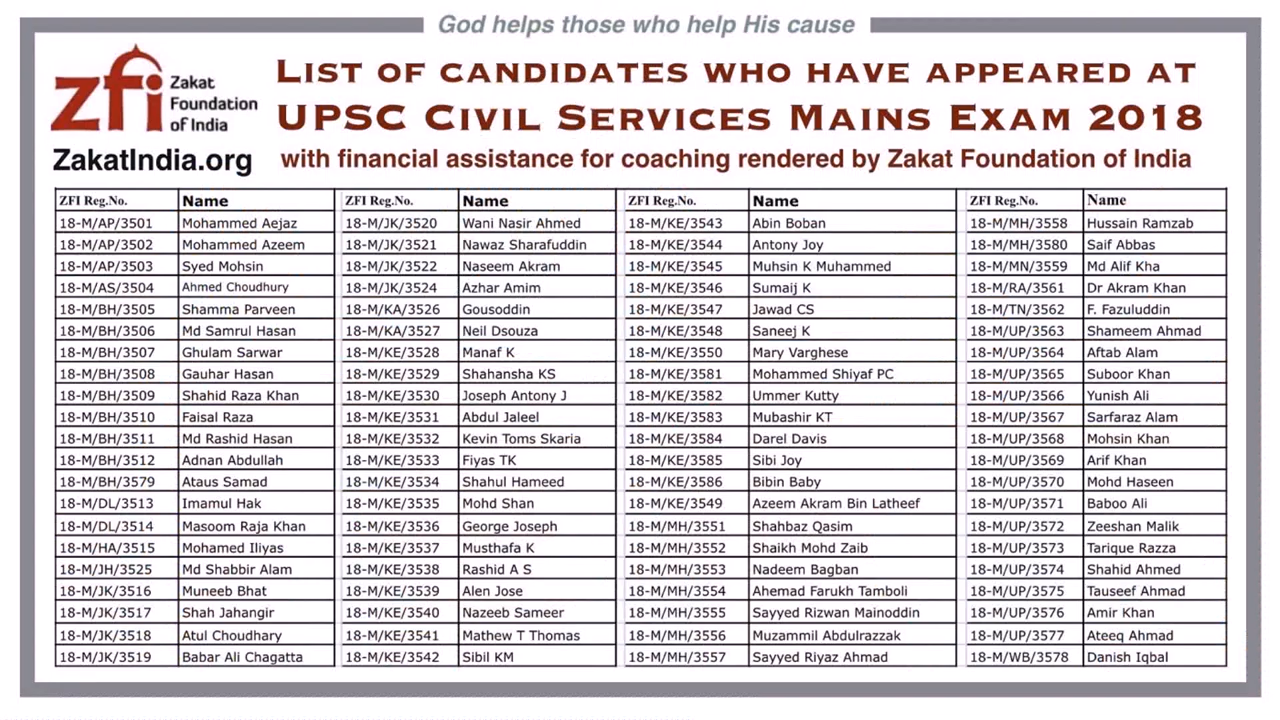 God helps those who help His cause
zfi Zakat
Foundation
of India
ZakatIndia.org
LIST OF CANDIDATES WHO HAVE APPEARED AT
UPSC CIVIL SERVICES MAINS EXAM 2018
with financial assistance for coaching rendered by Zakat Foundation of India
ZFI Reg.No. Name ZFI Reg.No. Name ZFI Reg.No. Name ZFI Reg.No. Name
18-M/AP/3501 Mohammed Aejaz 18-M/JK/3520 Wani Nasir Ahmed 18-M/KE/3543 Abin Boban 18-M/MH/3558 Hussain Ramzab
18-M/AP/3502 Mohammed Azeem 18-M/JK/3521 Nawaz Sharafuddin 18-M/KE/3544 Antony Joy 18-M/MH/3580 Saif Abbas
18-M/AP/3503 Syed Mohsin 18-M/JK/3522 Naseem Akram 18-M/KE/3545 Muhsin K Muhammed 18-M/MN/3559 Md Alif Kha
18-M/AS/3504 Ahmed Choudhury 18-M/JK/3524 Azhar Amim 18-M/KE/3546 Sumaij K 18-M/RA/3561 Dr Akram Khan
18-M/BH/3505 Shamma Parveen 18-M/KA/3526 Gousoddin 18-M/KE/3547 Jawad CS 18-M/TN/3562 F. Fazuluddin
18-M/BH/3506 Md Samrul Hasan 18-M/KA/3527 Neil Dsouza 18-M/KE/3548 Saneej K 18-M/UP/3563 Shameem Ahmad
18-M/BH/3507 Ghulam Sarwar 18-M/KE/3528 Manaf K 18-M/KE/3550 Mary Varghese 18-M/UP/3564 Aftab Alam
18-M/BH/3508 Gauhar Hasan 18-M/KE/3529 Shahansha KS 18-M/KE/3581 Mohammed Shiyaf PC 18-M/UP/3565 Suboor Khan
18-M/BH/3509 Shahid Raza Khan 18-M/KE/3530 Joseph Antony J 18-M/KE/3582 Ummer Kutty 18-M/UP/3566 Yunish Ali
18-M/BH/3510 Faisal Raza 18-M/KE/3531 Abdul Jaleel 18-M/KE/3583 Mubashir KT 18-M/UP/3567 Sarfaraz Alam
18-M/BH/3511 Md Rashid Hasan 18-M/KE/3532 Kevin Toms Skaria 18-M/KE/3584 Darel Davis 18-M/UP/3568 Mohsin Khan
18-M/BH/3512 Adnan Abdullah 18-M/KE/3533 Fiyas TK 18-M/KE/3585 Sibi Joy 18-M/UP/3569 Arif Khan
18-M/BH/3579 Ataus Samad 18-M/KE/3534 Shahul Hameed 18-M/KE/3586 Bibin Baby 18-M/UP/3570 Mohd Haseen
18-M/DL/3513 Imamul Hak 18-M/KE/3535 Mohd Shan 18-M/KE/3549 Azeem Akram Bin Latheef 18-M/UP/3571 Baboo Ali
18-M/DL/3514 Masoom Raja Khan 18-M/KE/3536 George Joseph 18-M/MH/3551 Shahbaz Qasim 18-M/UP/3572 Zeeshan Malik
18-M/HA/3515 Mohamed Iliyas 18-M/KE/3537 Musthafa K 18-M/MH/3552 Shaikh Mohd Zaib 18-M/UP/3573 Tarique Razza
18-M/JH/3525 Md Shabbir Alam 18-M/KE/3538 Rashid A S 18-M/MH/3553 Nadeem Bagban 18-M/UP/3574 Shahid Ahmed
18-M/JK/3516 Muneeb Bhat 18-M/KE/3539 Alen Jose 18-M/MH/3554 Ahemad Farukh Tamboli 18-M/UP/3575 Tauseef Ahmad
18-M/JK/3517 Shah Jahangir 18-M/KE/3540 Nazeeb Sameer 18-M/MH/3555 Sayyed Rizwan Mainoddin 18-M/UP/3576 Amir Khan
18-M/JK/3518 Atul Choudhary 18-M/KE/3541 Mathew T Thomas 18-M/MH/3556 Muzammil Abdulrazzak 18-M/UP/3577 Ateeq Ahmad
18-M/JK/3519 Babar Ali Chagatta 18-M/KE/3542 Sibil KM 18-M/MH/3557 Sayyed Riyaz Ahmad 18-M/WB/3578 Danish Iqbal